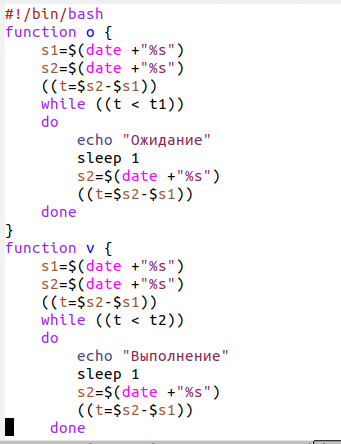 #!/bin/bash
function o {
    s1=$(date +"%s")
    s2=$(date +"%s")
    ((t=$s2-$s1))
    while ((t < t1))
    do
        echo "Ожидание"
        sleep 1
        s2=$(date +"%s")
        ((t=$s2-$s1))
    done
}
function v {
    s1=$(date +"%s")
    s2=$(date +"%s")
    ((t=$s2-$s1))
    while ((t < t2))
    do
        echo "Выполнение"
        sleep 1
        s2=$(date +"%s")
        ((t=$s2-$s1))
     done